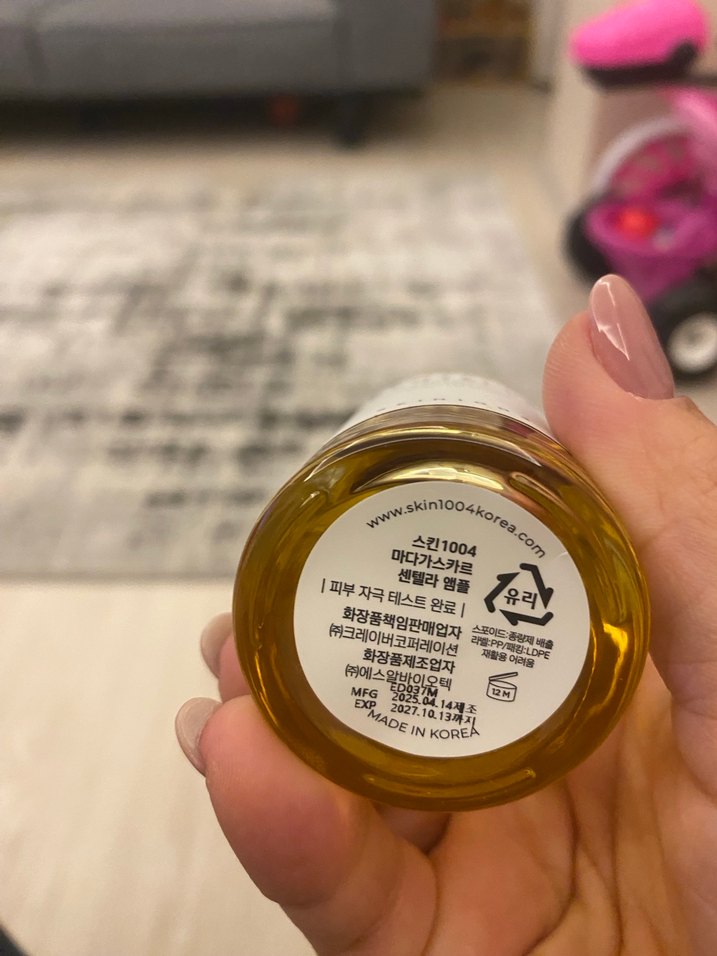 www.skin1004korea.com
스킨1004
마다가스카르
센텔라 앰플
| 피부 자극 테스트 완료 |
화장품책임판매업자
㈜크레이버코퍼레이션
화장품제조업자
㈜에스알바이오텍
ED037M
MFG 2025.04.14제조
EXP 2027.10.13까지
MADE IN KOREA
유리
스포이드:종량제 배출
라벨:PP/패킹:LDPE
재활용 어려움
12M